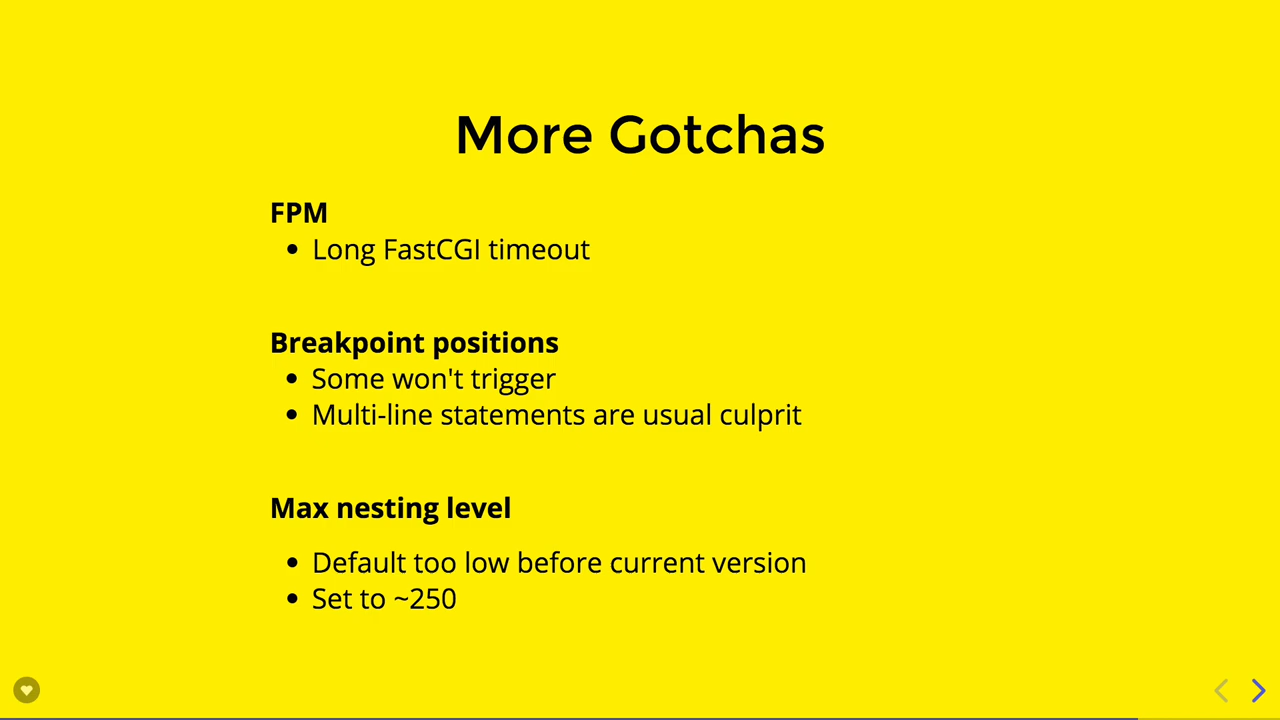 More Gotchas
FPM
Long FastCGI timeout
Breakpoint positions
Some won't trigger
Multi-line statements are usual culprit
Max nesting level
Default too low before current version
Set to ~250